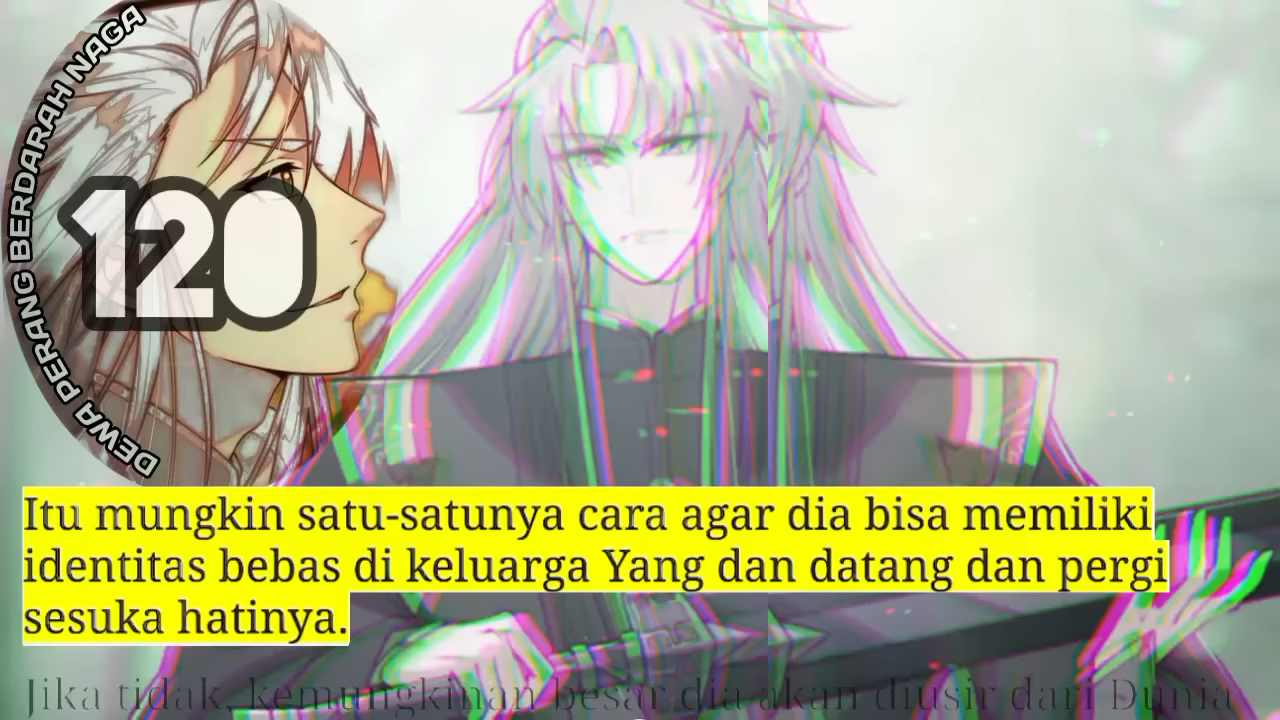 DEWA PERANG BERDARAH NAGA
120
Itu mungkin satu-satunya cara agar dia bisa memiliki
identitas bebas di keluarga Yang dan datang dan pergi
sesuka hatinya.
Jika tidak, kemungkinan besar dia akan diusir dari Dunia